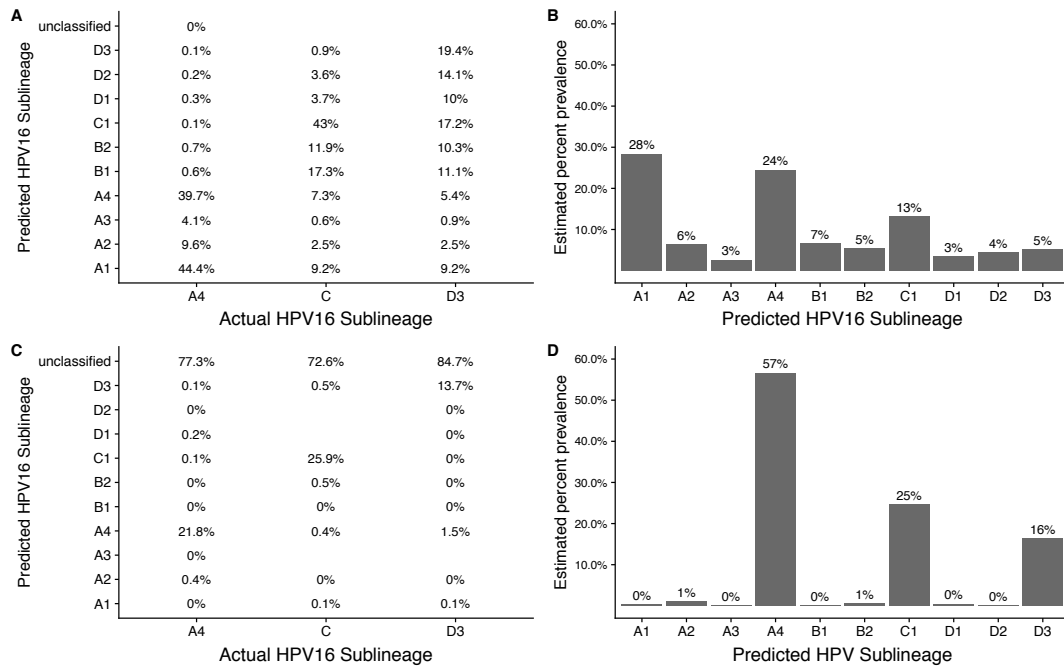 A
Predicted HPV16 Sublineage
unclassified 0%
D3 0.1% 0.9% 19.4%
D2 0.2% 3.6% 14.1%
D1 0.3% 3.7% 10%
C1 0.1% 43% 17.2%
B2 0.7% 11.9% 10.3%
B1 0.6% 17.3% 11.1%
A4 39.7% 7.3% 5.4%
A3 4.1% 0.6% 0.9%
A2 9.6% 2.5% 2.5%
A1 44.4% 9.2% 9.2%
A4 C D3
Actual HPV16 Sublineage
B
Estimated percent prevalence
60.0%
50.0%
40.0%
30.0%
20.0%
10.0%
28% 6% 3% 24% 7% 5% 13% 3% 4% 5%
A1 A2 A3 A4 B1 B2 C1 D1 D2 D3
Predicted HPV16 Sublineage
C
Predicted HPV16 Sublineage
unclassified 77.3% 72.6% 84.7%
D3 0.1% 0.5% 13.7%
D2 0% 0%
D1 0.2% 0%
C1 0.1% 25.9% 0%
B2 0% 0.5% 0%
B1 0% 0% 0%
A4 21.8% 0.4% 1.5%
A3 0%
A2 0.4% 0% 0%
A1 0% 0.1% 0.1%
A4 C D3
Actual HPV16 Sublineage
D
Estimated percent prevalence
60.0%
50.0%
40.0%
30.0%
20.0%
10.0%
0% 1% 0% 57% 0% 1% 25% 0% 0% 16%
A1 A2 A3 A4 B1 B2 C1 D1 D2 D3
Predicted HPV Sublineage